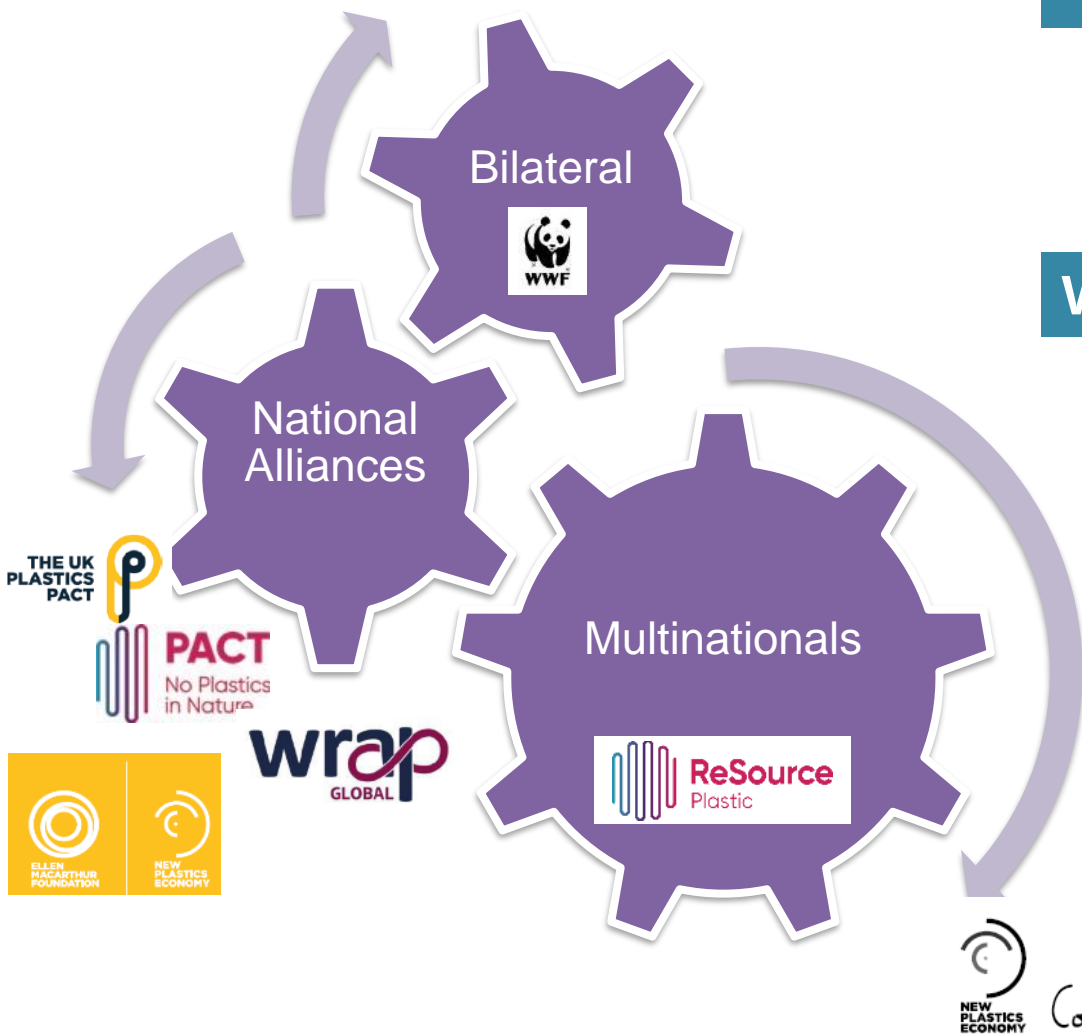 Bilateral
WWF
W
National
Alliances
THE UK
PLASTICS
PACT
PACT
No Plastics
in Nature
Multinationals
wrap
GLOBAL
ReSource
Plastic
ELLEN
MACARTHUR
FOUNDATION
NEW
PLASTICS
ECONOMY
NEW
PLASTICS
ECONOMY